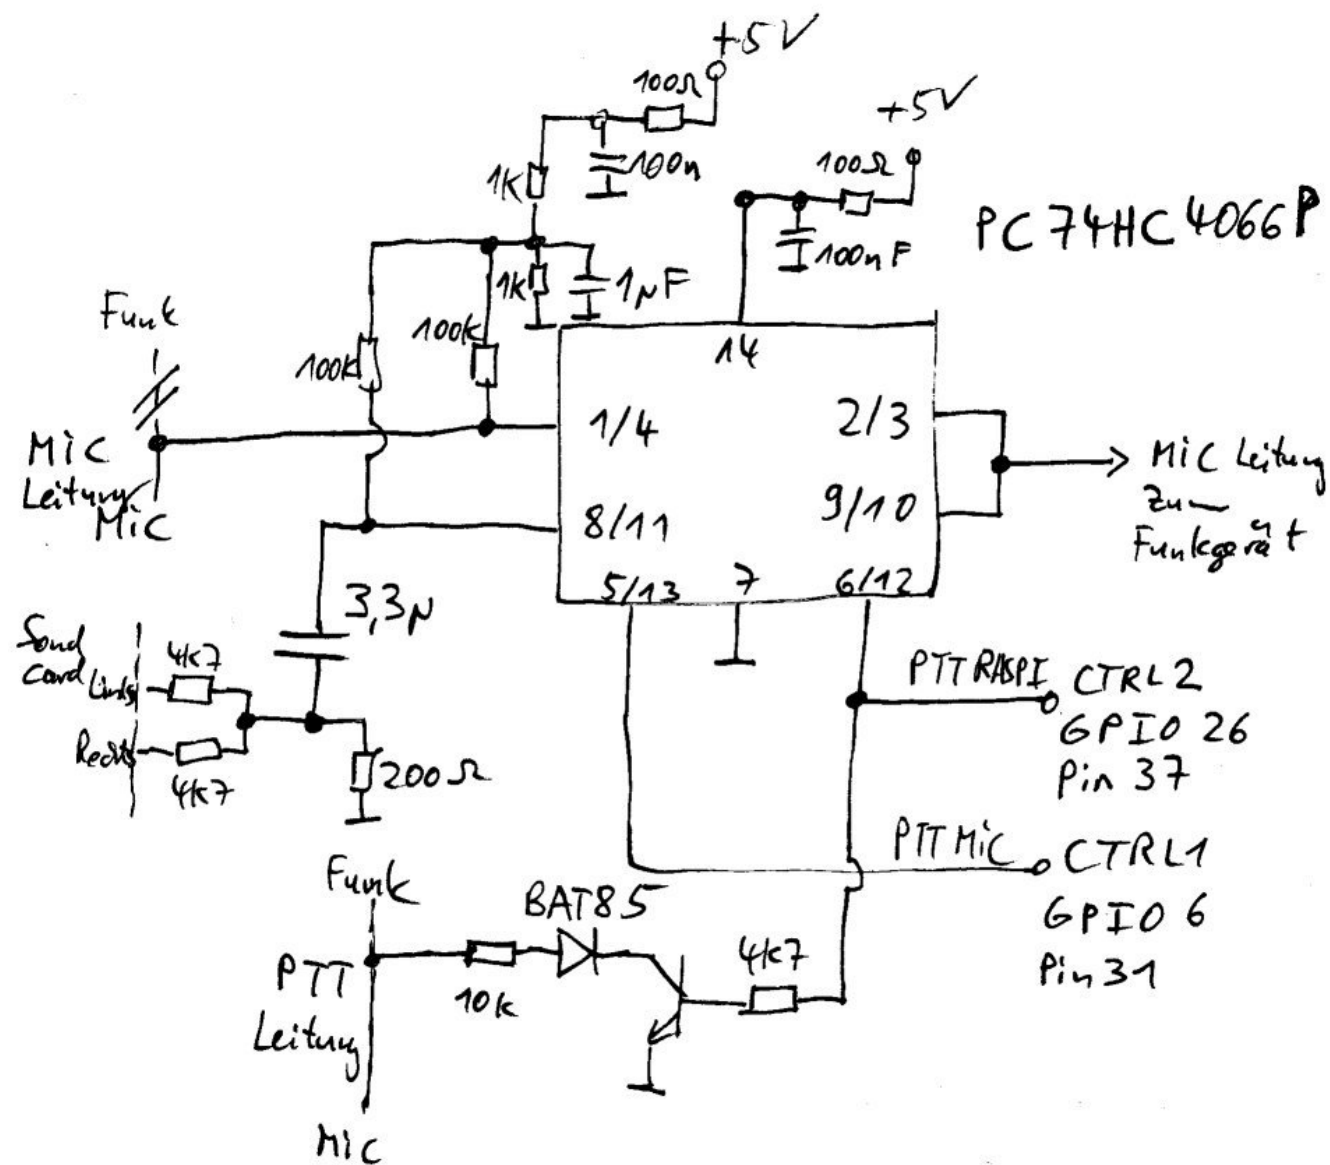 +5V
100Ω
+5V
100n
1K
100Ω
PC74HC4066P
100nF
1K
1µF
Funk
100k
100K
14
1/4
2/3
MiC
Leitung
MiC
MiC Leitung
zum
Funkgerät
8/11
9/10
5/13
7
6/12
3,3µ
Sound
card
Links
4k7
Rechts
4k7
200Ω
PTT RASPI
CTRL2
GPIO 26
Pin 37
PTT MiC
CTRL1
GPIO 6
Pin 31
Funk
BAT85
4k7
PTT
Leitung
10k
MiC